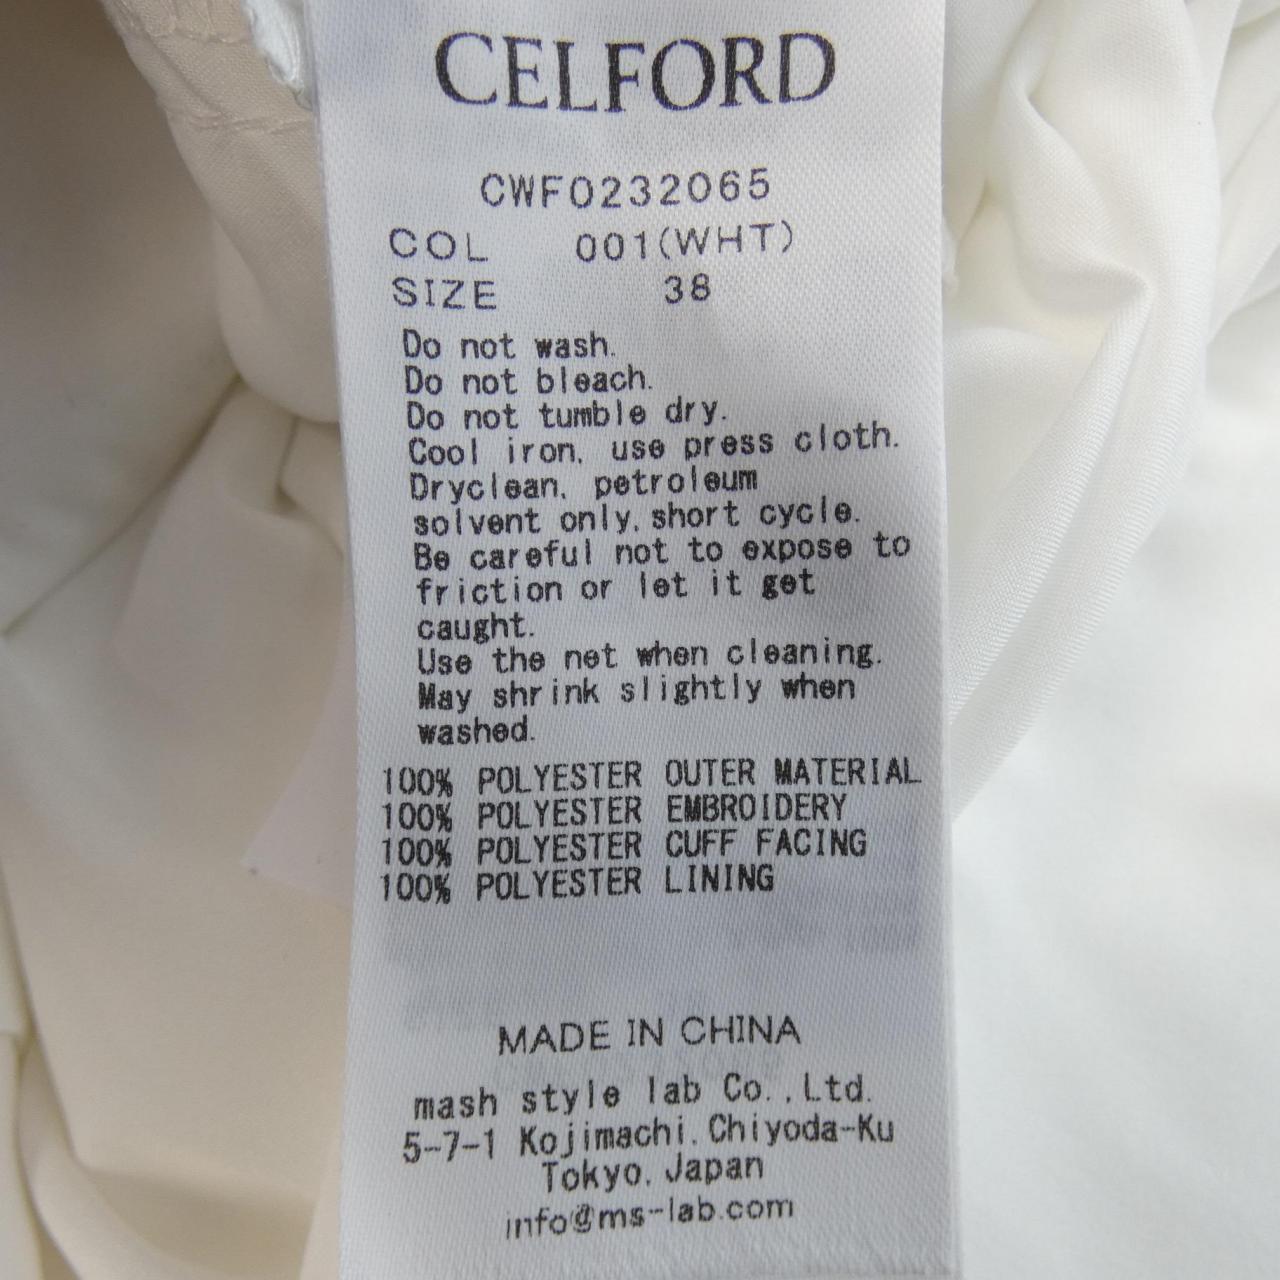 CELFORD
CWF0232065
COL 001(WHT)
SIZE 38
Do not wash.
Do not bleach.
Do not tumble dry.
Cool iron, use press cloth.
Dryclean, petroleum
solvent only,short cycle.
Be careful not to expose to
friction or let it get
caught.
Use the net when cleaning.
May shrink slightly when
washed.
100% POLYESTER OUTER MATERIAL
100% POLYESTER EMBROIDERY
100% POLYESTER CUFF FACING
100% POLYESTER LINING
MADE IN CHINA
mash style lab Co.,Ltd.
5-7-1 Kojimachi,Chiyoda-Ku
Tokyo,Japan
info@ms-lab.com